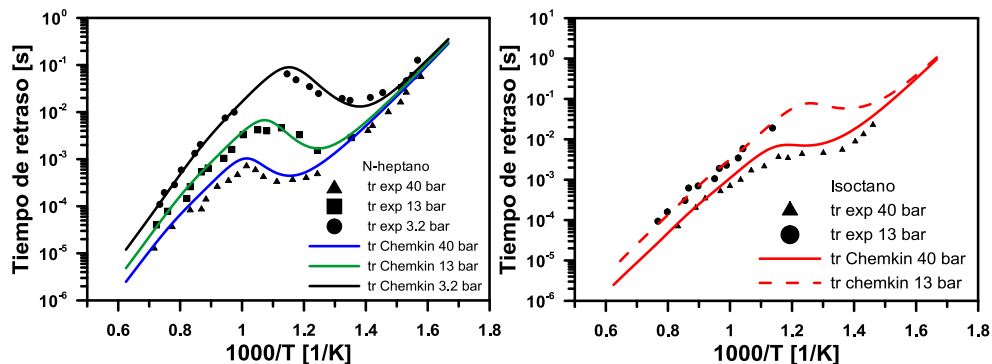 Tiempo de retraso [s]
10^0
10^-1
10^-2
10^-3
10^-4
10^-5
10^-6
N-heptano
tr exp 40 bar
tr exp 13 bar
tr exp 3.2 bar
tr Chemkin 40 bar
tr Chemkin 13 bar
tr Chemkin 3.2 bar
0.6 0.8 1 1.2 1.4 1.6 1.8
1000/T [1/K]
Tiempo de retraso [s]
10^1
10^0
10^-1
10^-2
10^-3
10^-4
10^-5
10^-6
Isoctano
tr exp 40 bar
tr exp 13 bar
tr Chemkin 40 bar
tr chemkin 13 bar
0.6 0.8 1 1.2 1.4 1.6 1.8
1000/T [1/K]